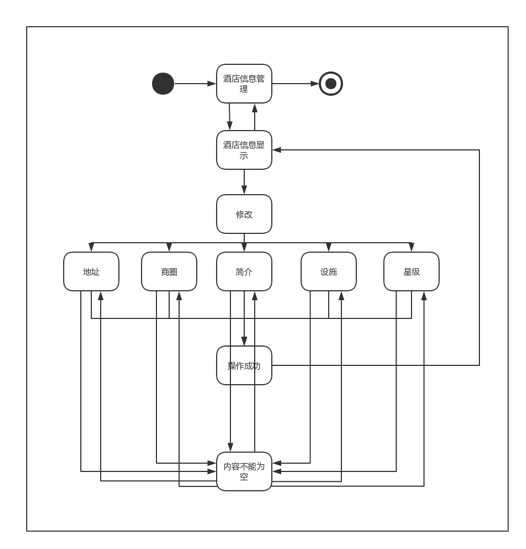 酒店信息管
理
酒店信息显
示
修改
地址
商圈
简介
设施
星级
操作成功
内容不能为
空